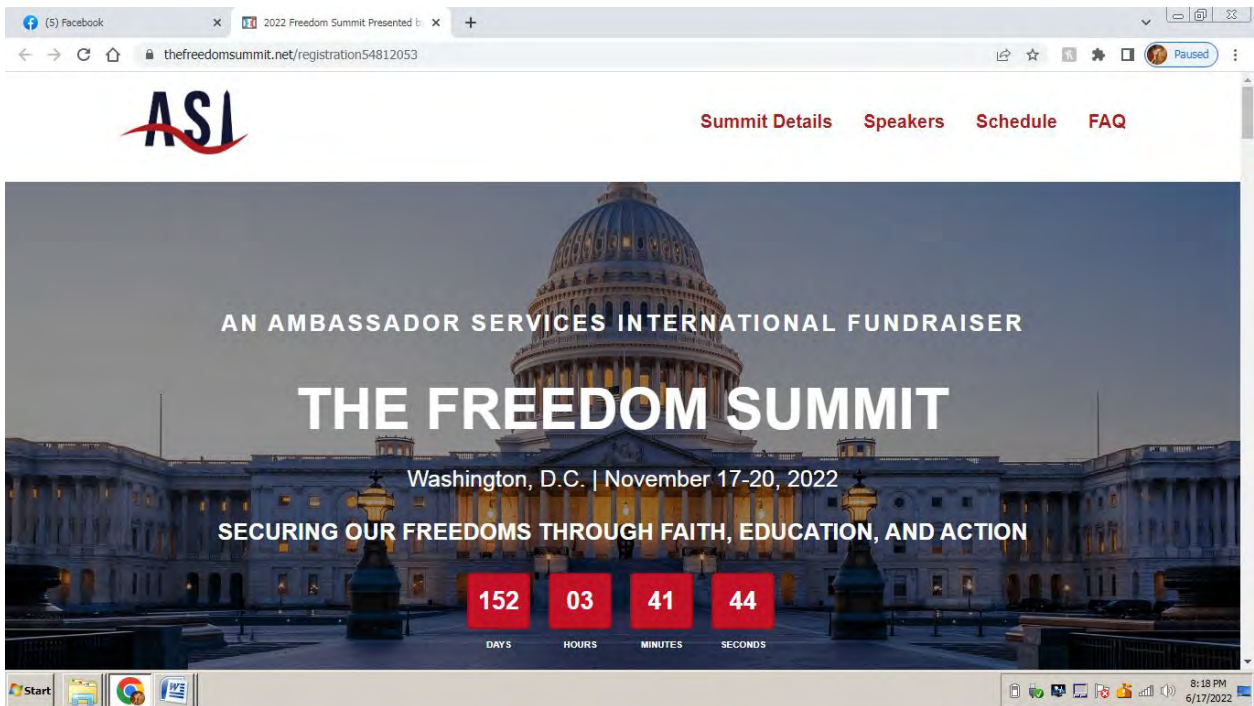 (5) Facebook
2022 Freedom Summit Presented b
thefreedomsummit.net/registration54812053
Paused
ASI
Summit Details Speakers Schedule FAQ
AN AMBASSADOR SERVICES INTERNATIONAL FUNDRAISER
THE FREEDOM SUMMIT
Washington, D.C. | November 17-20, 2022
SECURING OUR FREEDOMS THROUGH FAITH, EDUCATION, AND ACTION
152 03 41 44
DAYS HOURS MINUTES SECONDS
Start
8:18 PM
6/17/2022